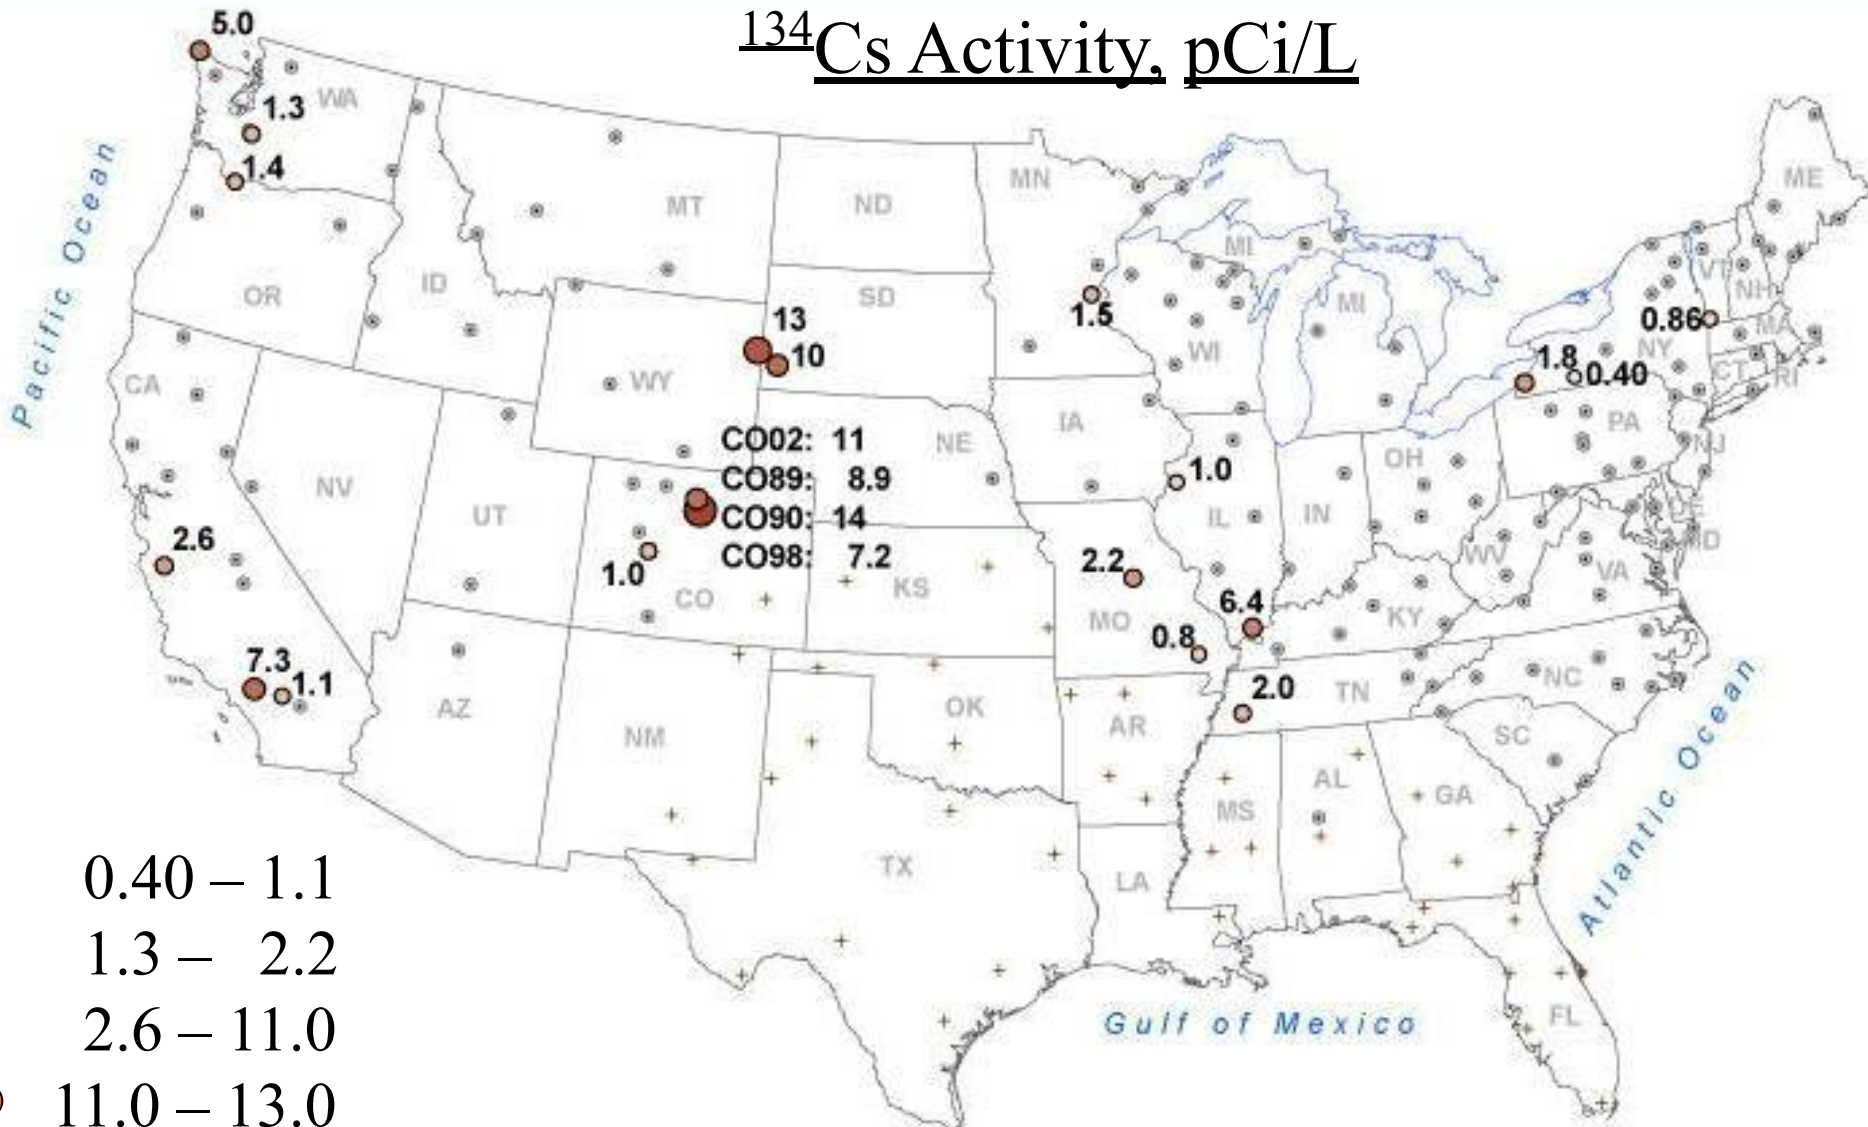 134Cs Activity, pCi/L
5.0
WA
1.3
1.4
Pacific Ocean
MT
ND
MN
ME
OR
ID
SD
MI
MI
VT
NH
13
10
1.5
WI
0.86
MA
NY
1.8
0.40
CT
RI
CA
WY
CO02: 11
CO89: 8.9
CO90: 14
CO98: 7.2
NE
IA
PA
NJ
OH
1.0
NV
UT
IL
IN
DE
MD
2.6
1.0
CO
KS
2.2
WV
VA
6.4
MO
KY
0.8
7.3
1.1
AZ
NM
OK
AR
2.0
TN
NC
SC
MS
AL
GA
Atlantic Ocean
TX
LA
FL
Gulf of Mexico
0.40 – 1.1
1.3 – 2.2
2.6 – 11.0
11.0 – 13.0